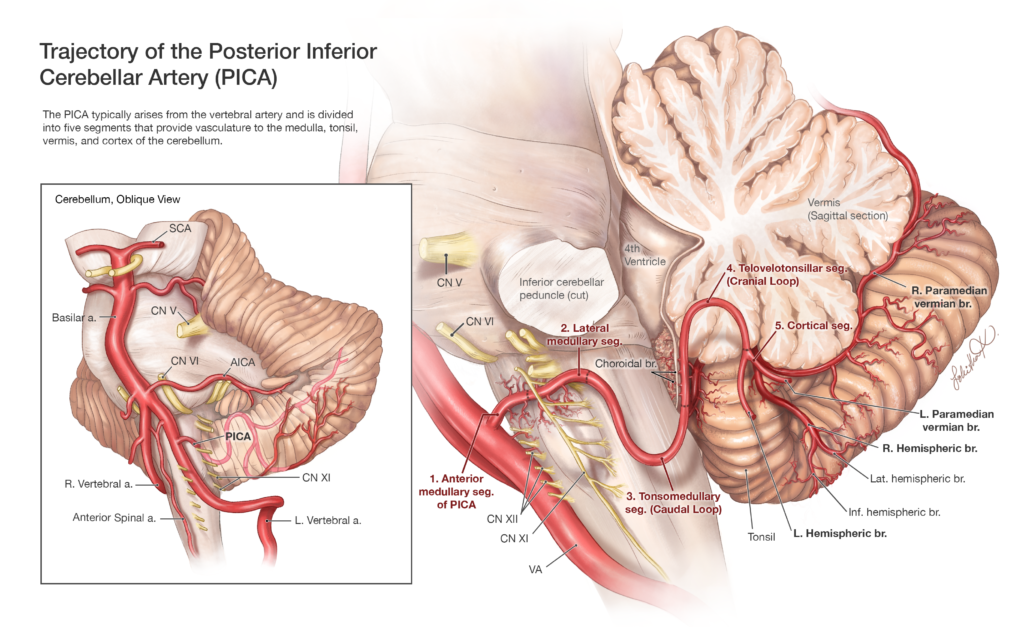 Trajectory of the Posterior Inferior
Cerebellar Artery (PICA)
The PICA typically arises from the vertebral artery and is divided
into five segments that provide vasculature to the medulla, tonsil,
vermis, and cortex of the cerebellum.
Cerebellum, Oblique View
SCA
Basilar a.
CN V
CN VI
AICA
PICA
CN XI
R. Vertebral a.
Anterior Spinal a.
L. Vertebral a.
Vermis
(Sagittal section)
4th
Ventricle
CN V
Inferior cerebellar
peduncle (cut)
4. Telovelotonsillar seg.
(Cranial Loop)
R. Paramedian
vermian br.
CN VI
2. Lateral
medullary seg.
5. Cortical seg.
Choroidal br.
L. Paramedian
vermian br.
R. Hemispheric br.
1. Anterior
medullary seg.
of PICA
Lat. hemispheric br.
3. Tonsomedullary
seg. (Caudal Loop)
Inf. hemispheric br.
CN XII
CN XI
Tonsil
L. Hemispheric br.
VA